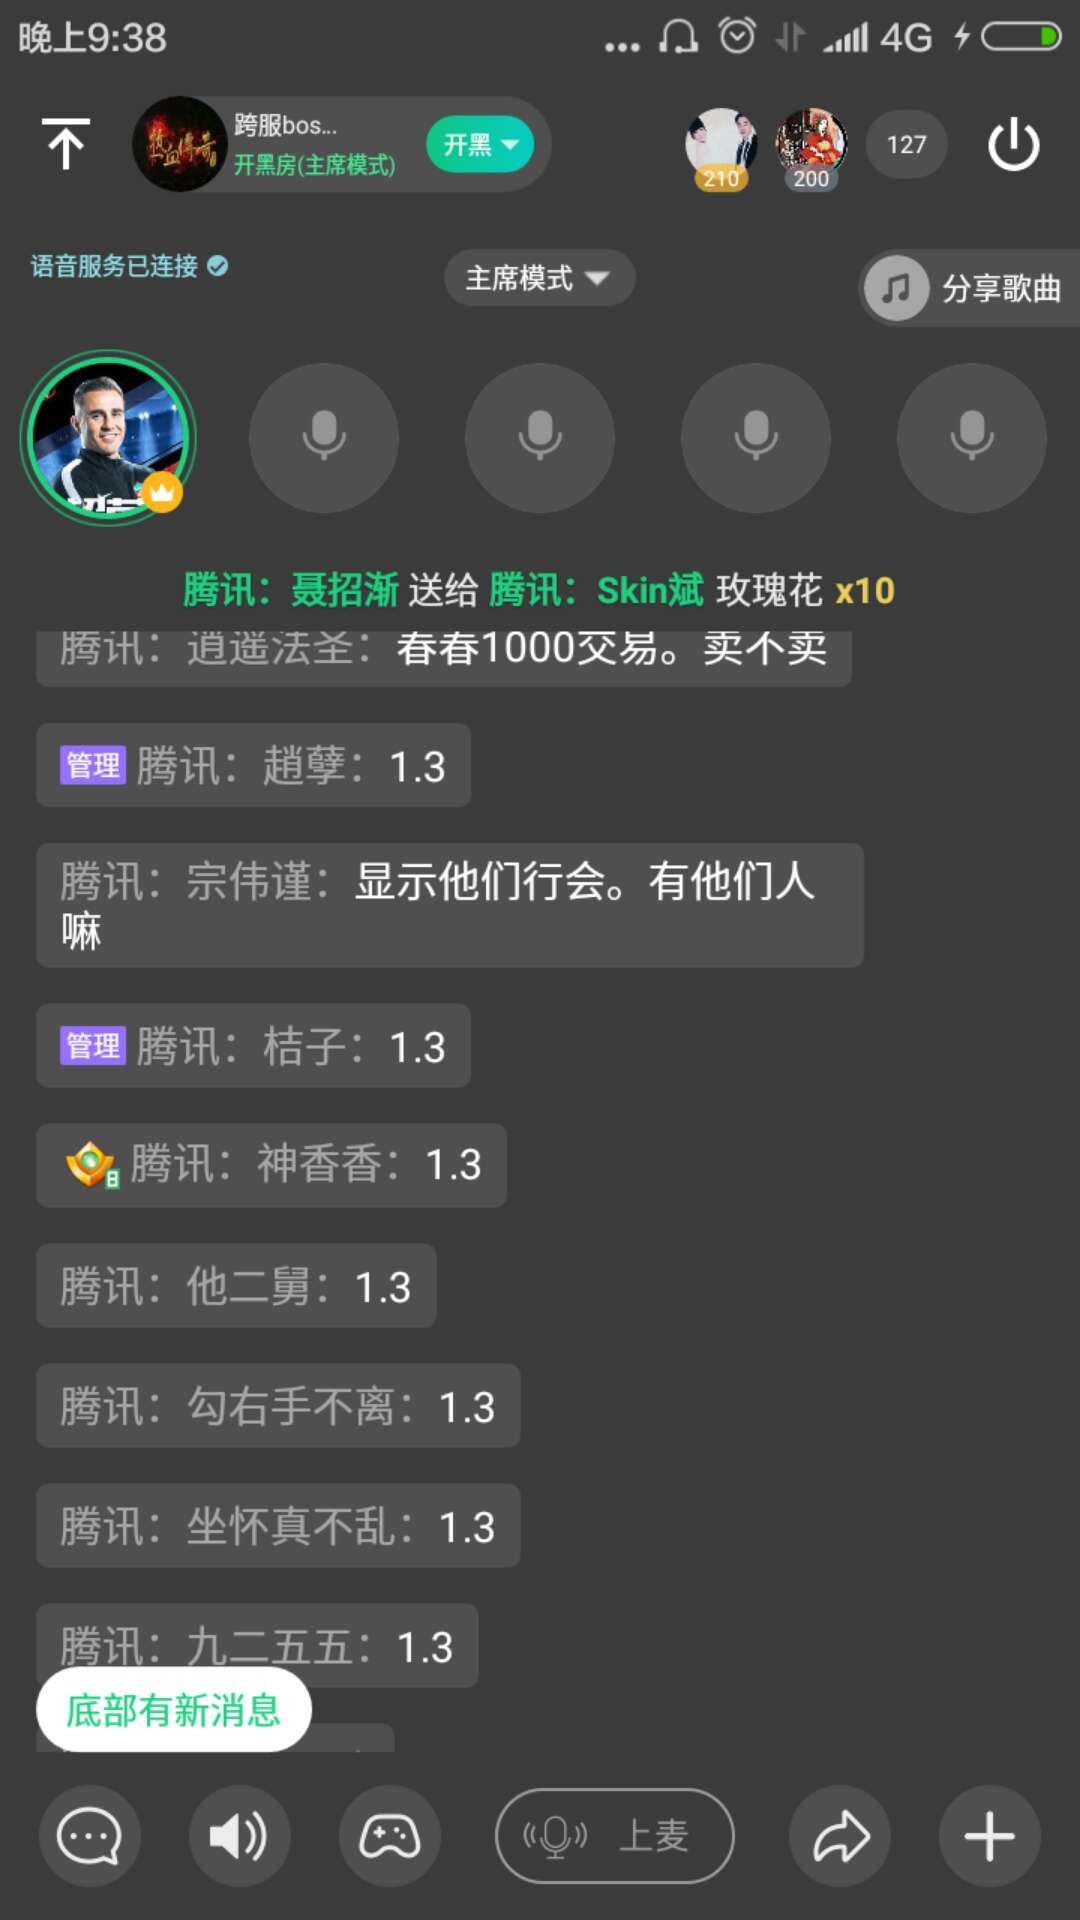 晚上9:38
4G
跨服bos...
开黑房(主席模式)
开黑
210
200
127
语音服务已连接
主席模式
分享歌曲
腾讯：聂招渐 送给 腾讯：Skin斌 玫瑰花 x10
腾讯：逍遥法圣：春春1000交易。卖不卖
管理 腾讯：趙孽：1.3
腾讯：宗伟谨：显示他们行会。有他们人
嘛
管理 腾讯：桔子：1.3
腾讯：神香香：1.3
腾讯：他二舅：1.3
腾讯：勾右手不离：1.3
腾讯：坐怀真不乱：1.3
腾讯：九二五五：1.3
底部有新消息
上麦